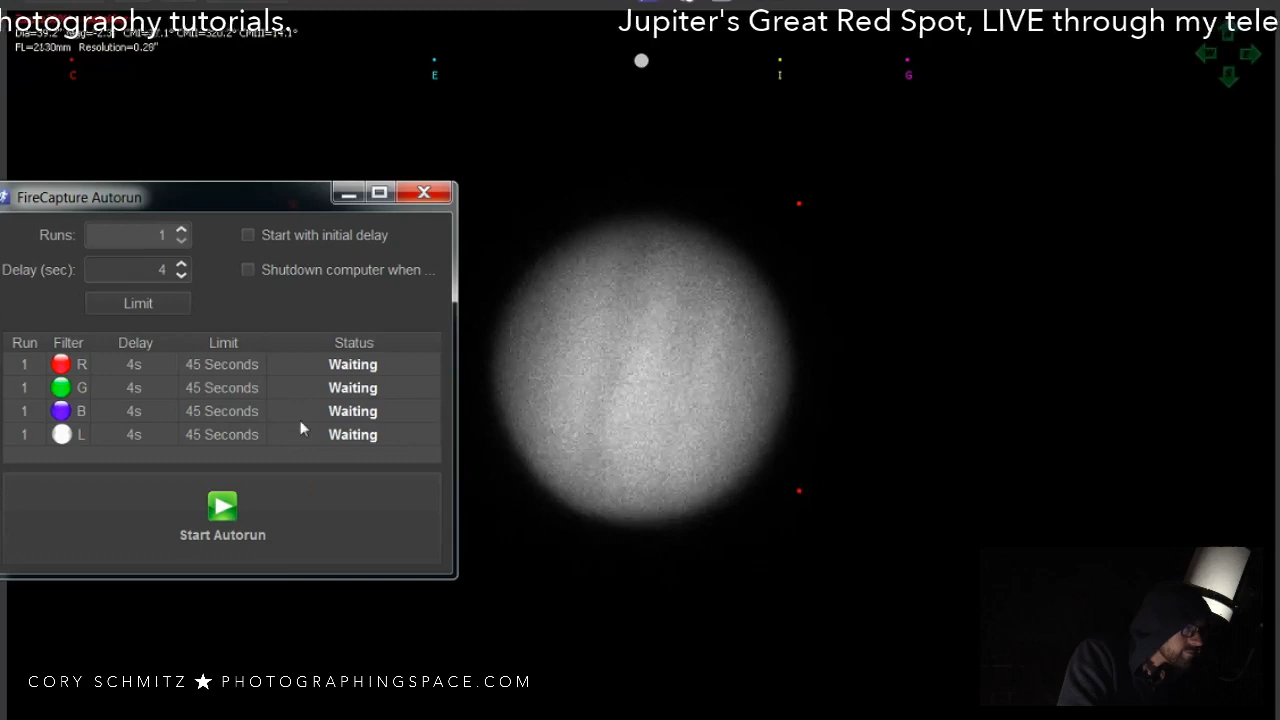 hotography tutorials.
Jupiter's Great Red Spot, LIVE through my tele
FL=2130mm Resolution=0.28"
C
E
I
G
FireCapture Autorun
Runs: 1
Start with initial delay
Delay (sec): 4
Shutdown computer when ...
Limit
Run Filter Delay Limit Status
1 R 4s 45 Seconds Waiting
1 G 4s 45 Seconds Waiting
1 B 4s 45 Seconds Waiting
1 L 4s 45 Seconds Waiting
Start Autorun
CORY SCHMITZ ★ PHOTOGRAPHINGSPACE.COM